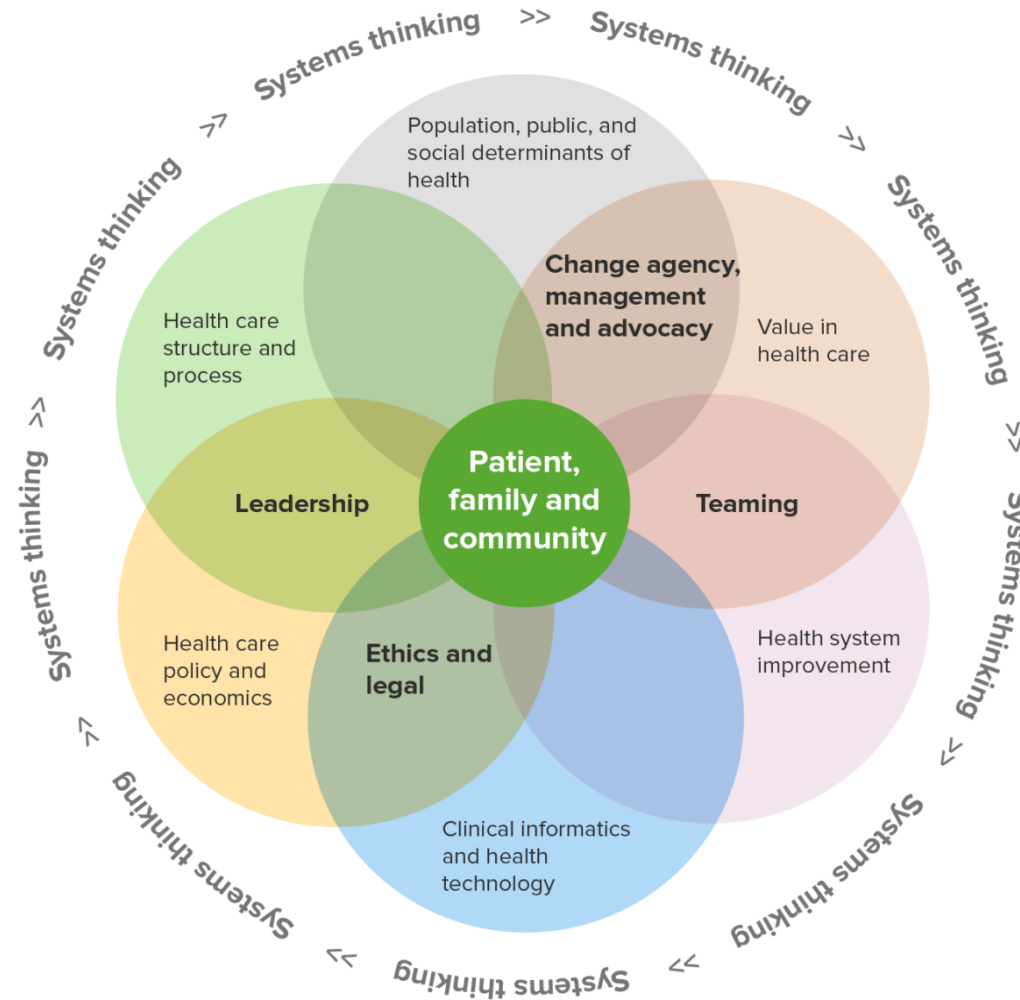 Systems thinking >>
Systems thinking >>
Systems thinking >>
Systems thinking >>
Systems thinking >>
Systems thinking >>
Systems thinking >>
Systems thinking >>
Systems thinking >>
Population, public, and
social determinants of
health
Change agency,
management
and advocacy
Value in
health care
Health care
structure and
process
Leadership
Patient,
family and
community
Teaming
Health care
policy and
economics
Ethics and
legal
Health system
improvement
Clinical informatics
and health
technology